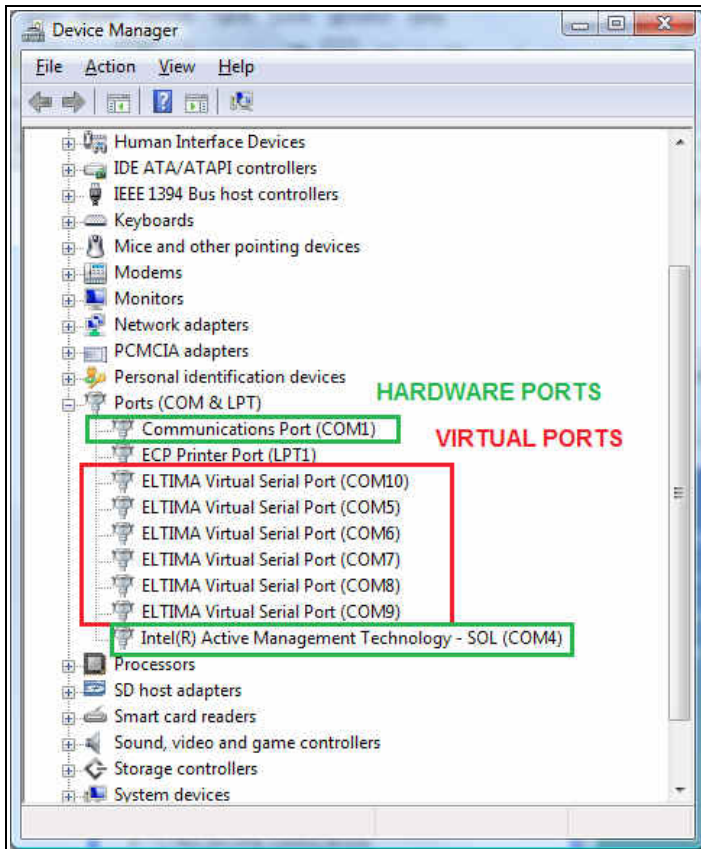 Device Manager
File Action View Help
Human Interface Devices
IDE ATA/ATAPI controllers
IEEE 1394 Bus host controllers
Keyboards
Mice and other pointing devices
Modems
Monitors
Network adapters
PCMCIA adapters
Personal identification devices
HARDWARE PORTS
Ports (COM & LPT)
Communications Port (COM1)
VIRTUAL PORTS
ECP Printer Port (LPT1)
ELTIMA Virtual Serial Port (COM10)
ELTIMA Virtual Serial Port (COM5)
ELTIMA Virtual Serial Port (COM6)
ELTIMA Virtual Serial Port (COM7)
ELTIMA Virtual Serial Port (COM8)
ELTIMA Virtual Serial Port (COM9)
Intel(R) Active Management Technology - SOL (COM4)
Processors
SD host adapters
Smart card readers
Sound, video and game controllers
Storage controllers
System devices